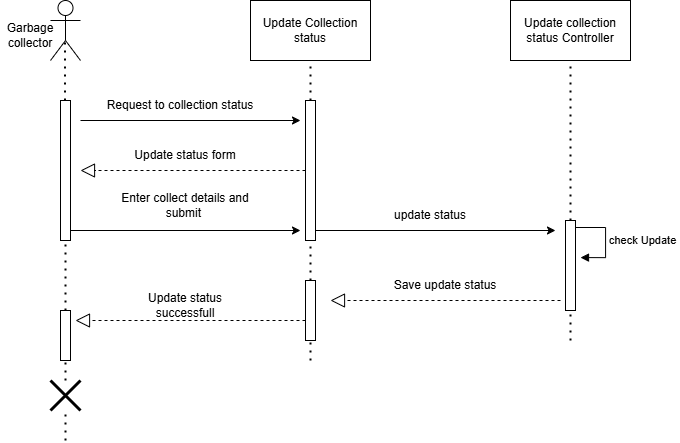 Garbage
collector
Update Collection
status
Update collection
status Controller
Request to collection status
Update status form
Enter collect details and
submit
update status
check Update
Save update status
Update status
successfull